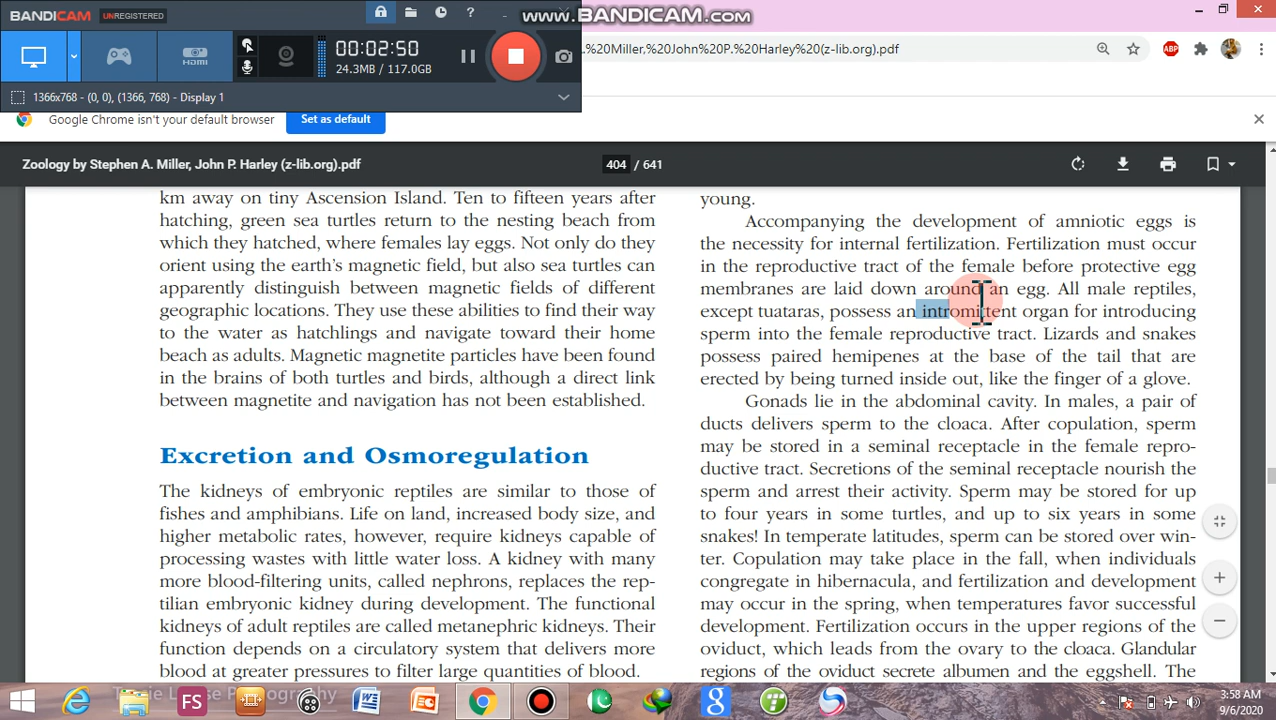 BANDICAM UNREGISTERED
www.BANDICAM.com
00:02:50
24.3MB / 117.0GB
HDMI
1366x768 - (0, 0), (1366, 768) - Display 1
.%20Miller,%20John%20P.%20Harley%20(z-lib.org).pdf
ABP
Google Chrome isn't your default browser
Set as default
Zoology by Stephen A. Miller, John P. Harley (z-lib.org).pdf
404 / 641
km away on tiny Ascension Island. Ten to fifteen years after
hatching, green sea turtles return to the nesting beach from
which they hatched, where females lay eggs. Not only do they
orient using the earth's magnetic field, but also sea turtles can
apparently distinguish between magnetic fields of different
geographic locations. They use these abilities to find their way
to the water as hatchlings and navigate toward their home
beach as adults. Magnetic magnetite particles have been found
in the brains of both turtles and birds, although a direct link
between magnetite and navigation has not been established.
Excretion and Osmoregulation
The kidneys of embryonic reptiles are similar to those of
fishes and amphibians. Life on land, increased body size, and
higher metabolic rates, however, require kidneys capable of
processing wastes with little water loss. A kidney with many
more blood-filtering units, called nephrons, replaces the rep-
tilian embryonic kidney during development. The functional
kidneys of adult reptiles are called metanephric kidneys. Their
function depends on a circulatory system that delivers more
blood at greater pressures to filter large quantities of blood.
young.
Accompanying the development of amniotic eggs is
the necessity for internal fertilization. Fertilization must occur
in the reproductive tract of the female before protective egg
membranes are laid down around an egg. All male reptiles,
except tuataras, possess an intromittent organ for introducing
sperm into the female reproductive tract. Lizards and snakes
possess paired hemipenes at the base of the tail that are
erected by being turned inside out, like the finger of a glove.
Gonads lie in the abdominal cavity. In males, a pair of
ducts delivers sperm to the cloaca. After copulation, sperm
may be stored in a seminal receptacle in the female repro-
ductive tract. Secretions of the seminal receptacle nourish the
sperm and arrest their activity. Sperm may be stored for up
to four years in some turtles, and up to six years in some
snakes! In temperate latitudes, sperm can be stored over win-
ter. Copulation may take place in the fall, when individuals
congregate in hibernacula, and fertilization and development
may occur in the spring, when temperatures favor successful
development. Fertilization occurs in the upper regions of the
oviduct, which leads from the ovary to the cloaca. Glandular
regions of the oviduct secrete albumen and the eggshell. The
Photography
FS
3:58 AM
9/6/2020